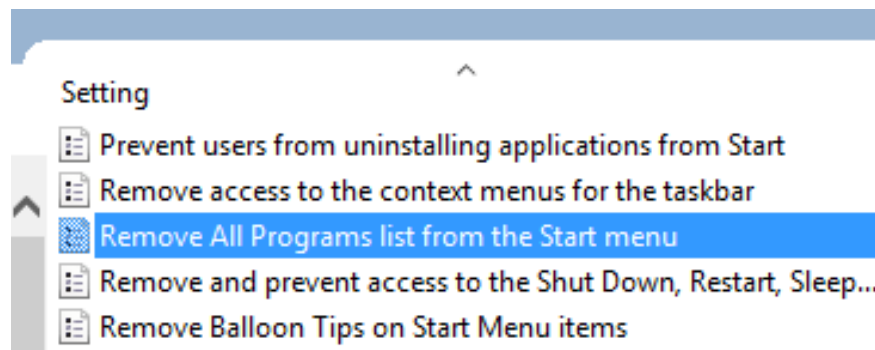 Setting
Prevent users from uninstalling applications from Start
Remove access to the context menus for the taskbar
Remove All Programs list from the Start menu
Remove and prevent access to the Shut Down, Restart, Sleep...
Remove Balloon Tips on Start Menu items